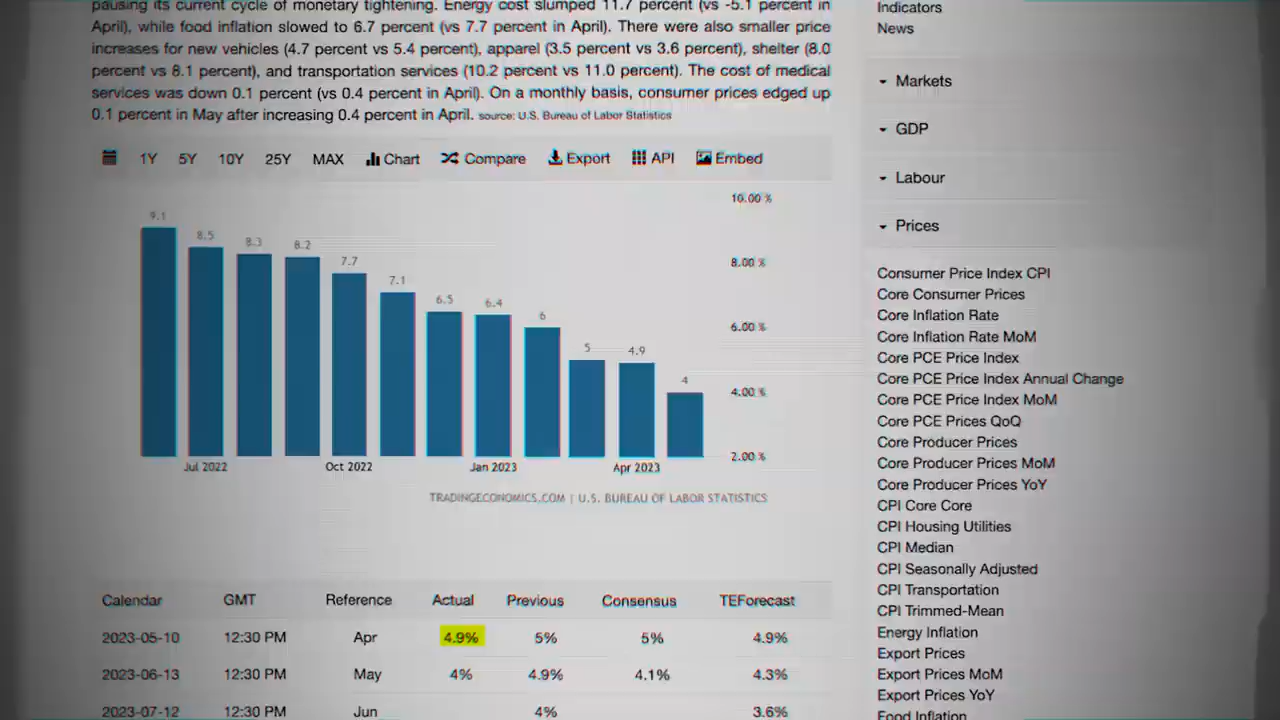 pausing its current cycle of monetary tightening. Energy cost slumped 11.7 percent (vs -5.1 percent in
April), while food inflation slowed to 6.7 percent (vs 7.7 percent in April). There were also smaller price
increases for new vehicles (4.7 percent vs 5.4 percent), apparel (3.5 percent vs 3.6 percent), shelter (8.0
percent vs 8.1 percent), and transportation services (10.2 percent vs 11.0 percent). The cost of medical
services was down 0.1 percent (vs 0.4 percent in April). On a monthly basis, consumer prices edged up
0.1 percent in May after increasing 0.4 percent in April. source: U.S. Bureau of Labor Statistics
1Y 5Y 10Y 25Y MAX Chart Compare Export API Embed
10.00 %
8.00 %
6.00 %
4.00 %
2.00 %
9.1
8.5
8.3
8.2
7.7
7.1
6.5
6.4
6
5
4.9
4
Jul 2022 Oct 2022 Jan 2023 Apr 2023
TRADINGECONOMICS.COM | U.S. BUREAU OF LABOR STATISTICS
Calendar GMT Reference Actual Previous Consensus TEForecast
2023-05-10 12:30 PM Apr 4.9% 5% 5% 4.9%
2023-06-13 12:30 PM May 4% 4.9% 4.1% 4.3%
2023-07-12 12:30 PM Jun 4% 3.6%
Indicators
News
Markets
GDP
Labour
Prices
Consumer Price Index CPI
Core Consumer Prices
Core Inflation Rate
Core Inflation Rate MoM
Core PCE Price Index
Core PCE Price Index Annual Change
Core PCE Price Index MoM
Core PCE Prices QoQ
Core Producer Prices
Core Producer Prices MoM
Core Producer Prices YoY
CPI Core Core
CPI Housing Utilities
CPI Median
CPI Seasonally Adjusted
CPI Transportation
CPI Trimmed-Mean
Energy Inflation
Export Prices
Export Prices MoM
Export Prices YoY
Food Inflation